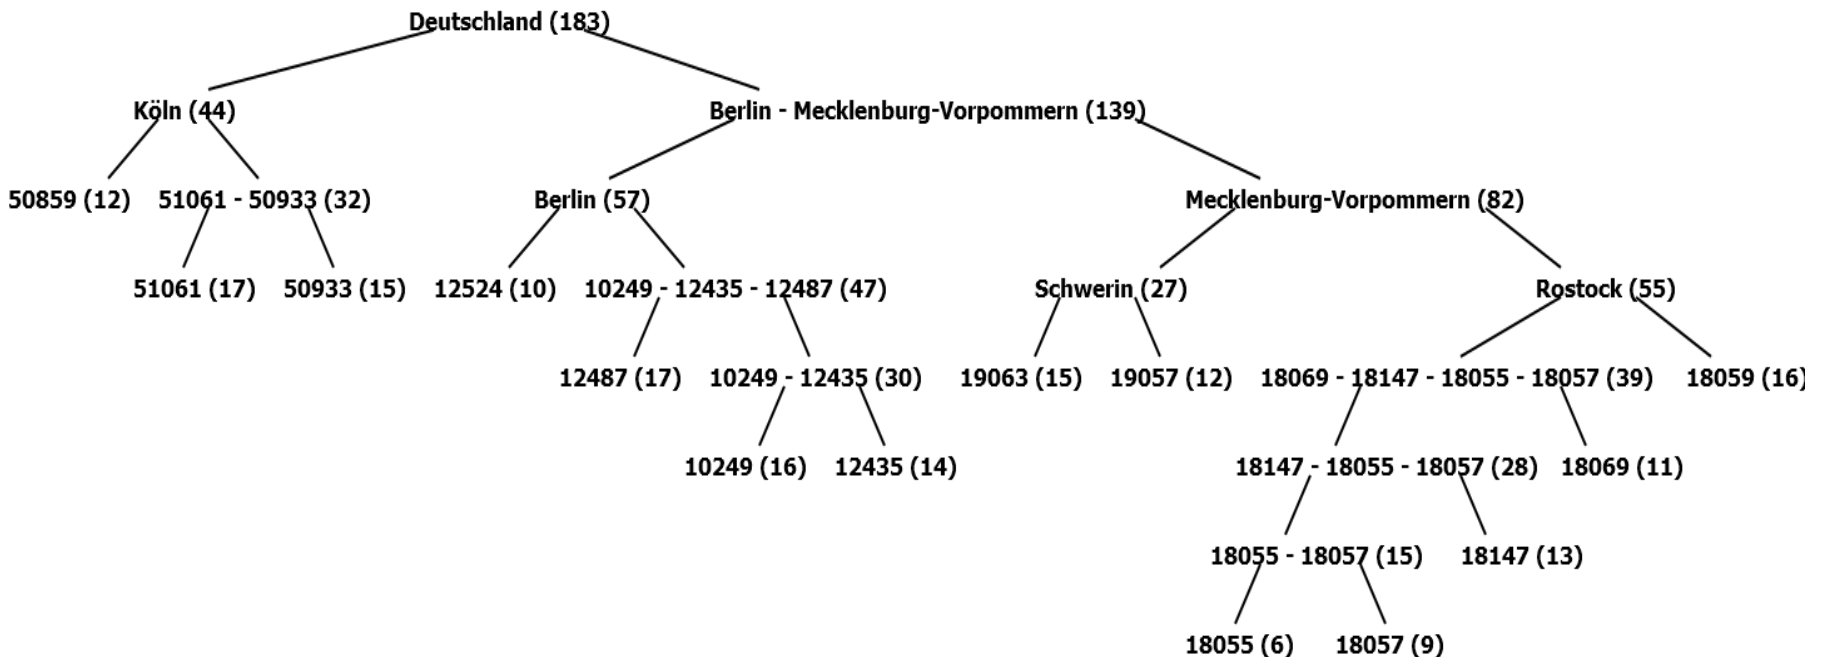 Deutschland (183)
Köln (44) Berlin - Mecklenburg-Vorpommern (139)
50859 (12) 51061 - 50933 (32) Berlin (57) Mecklenburg-Vorpommern (82)
51061 (17) 50933 (15) 12524 (10) 10249 - 12435 - 12487 (47) Schwerin (27) Rostock (55)
12487 (17) 10249 - 12435 (30) 19063 (15) 19057 (12) 18069 - 18147 - 18055 - 18057 (39) 18059 (16)
10249 (16) 12435 (14) 18147 - 18055 - 18057 (28) 18069 (11)
18055 - 18057 (15) 18147 (13)
18055 (6) 18057 (9)